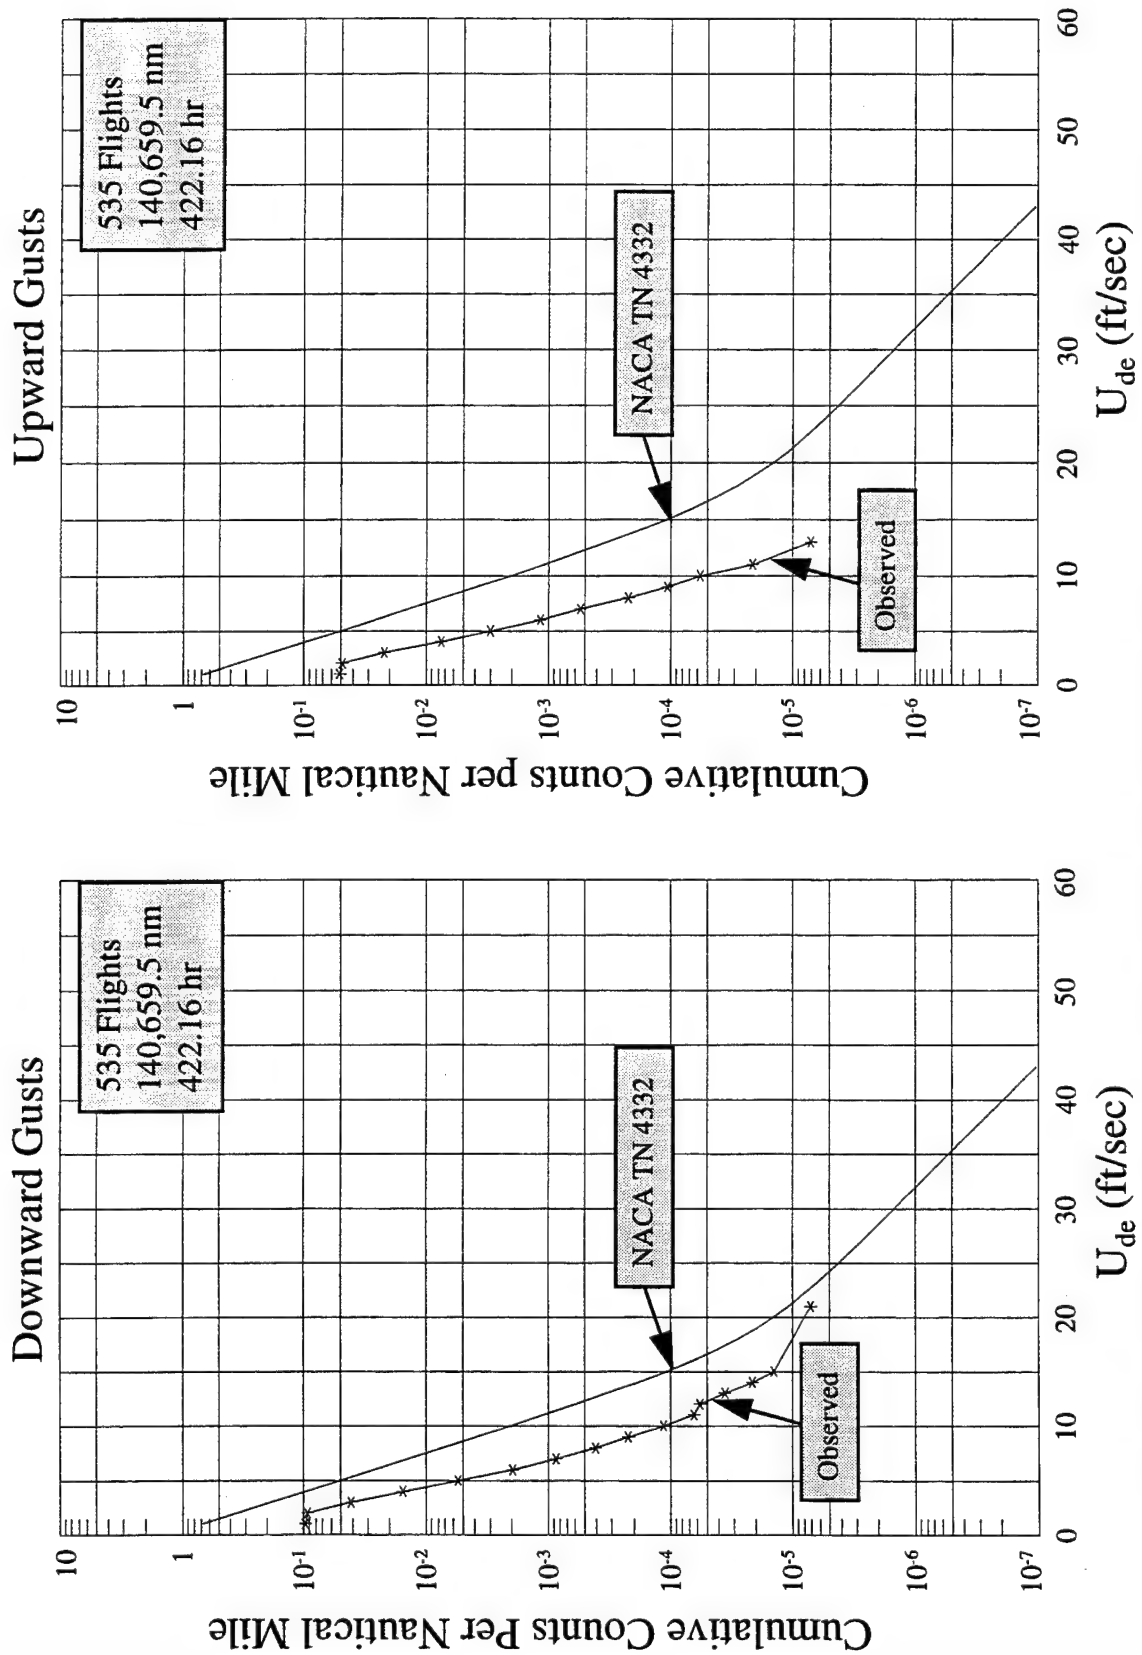 Downward Gusts
535 Flights
140,659.5 nm
422.16 hr
NACA TN 4332
Observed
Cumulative Counts Per Nautical Mile
10
1
10-1
10-2
10-3
10-4
10-5
10-6
10-7
0
10
20
30
40
50
60
Ude (ft/sec)
Upward Gusts
535 Flights
140,659.5 nm
422.16 hr
NACA TN 4332
Observed
Cumulative Counts per Nautical Mile
10
1
10-1
10-2
10-3
10-4
10-5
10-6
10-7
0
10
20
30
40
50
60
Ude (ft/sec)